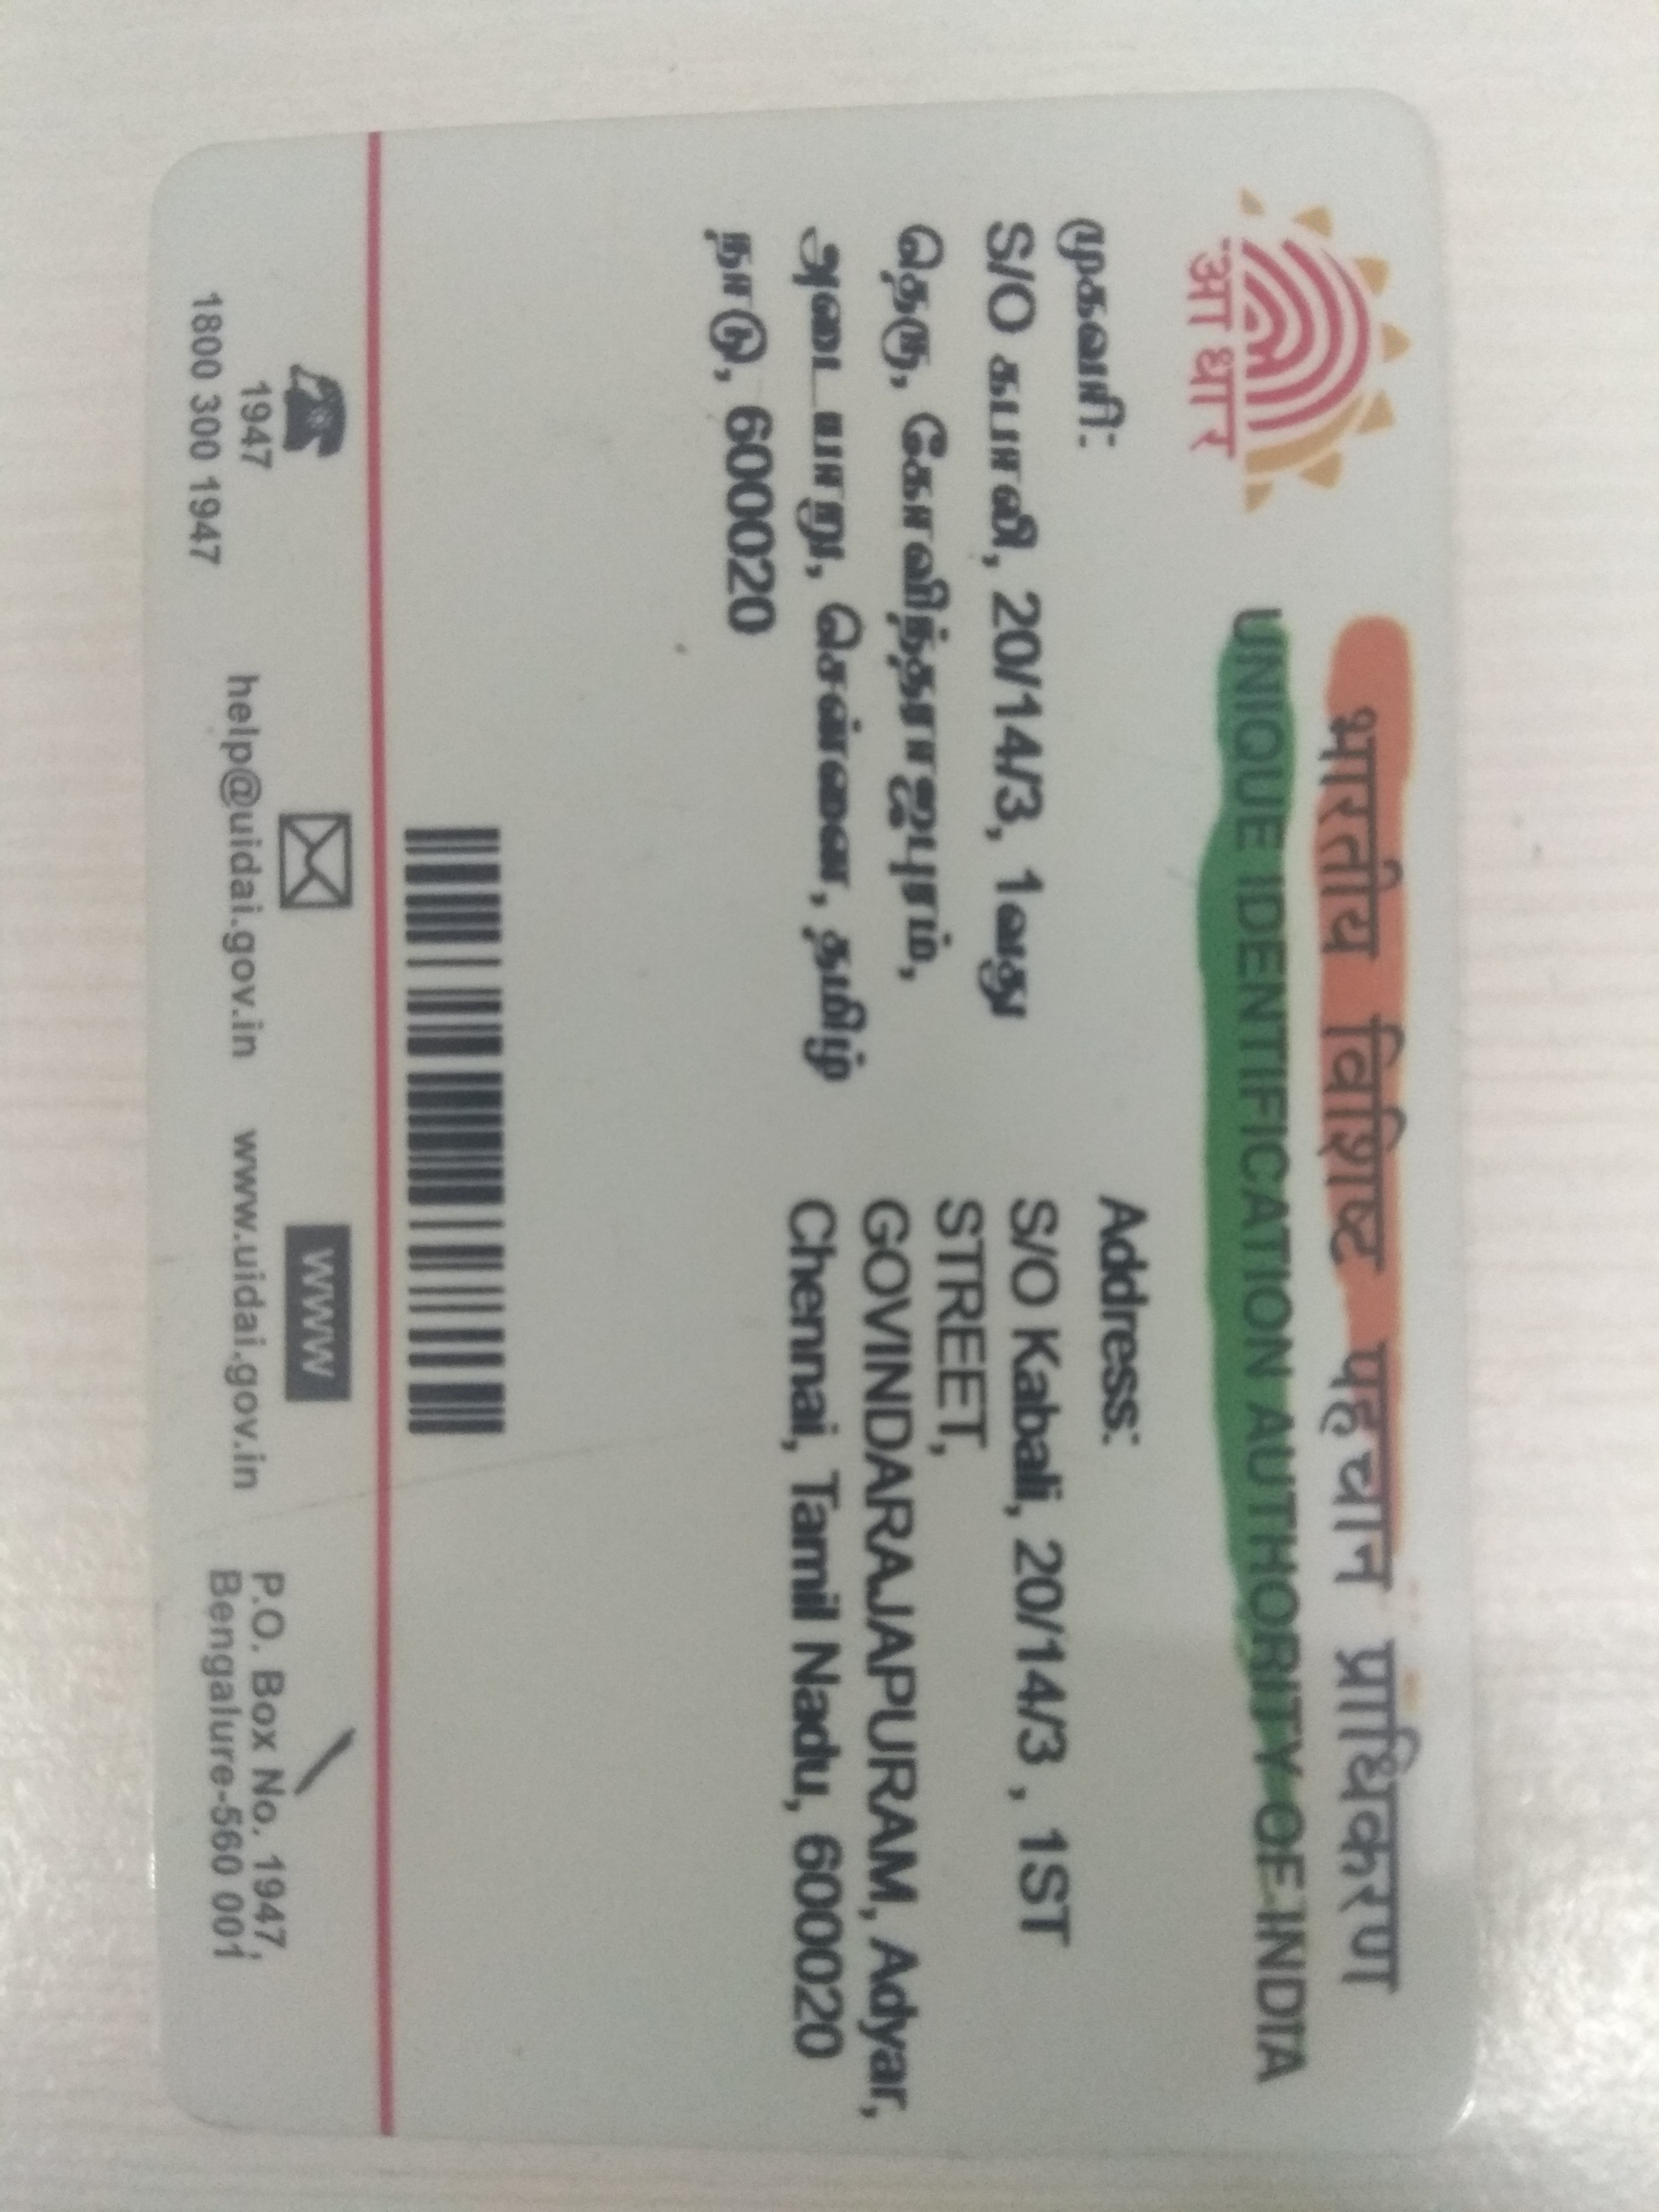 आधार
भारतीय विशिष्ट पहचान प्राधिकरण
UNIQUE IDENTIFICATION AUTHORITY OF INDIA
முகவரி:
S/O கபாலி, 20/14/3, 1வது
தெரு, கோவிந்தராஜபுரம்,
அடையாறு, சென்னை, தமிழ்
நாடு, 600020
Address:
S/O Kabali, 20/14/3 , 1ST
STREET,
GOVINDARAJAPURAM, Adyar,
Chennai, Tamil Nadu, 600020
1947
1800 300 1947
help@uidai.gov.in
WWW
www.uidai.gov.in
P.O. Box No. 1947,
Bengalure-560 001